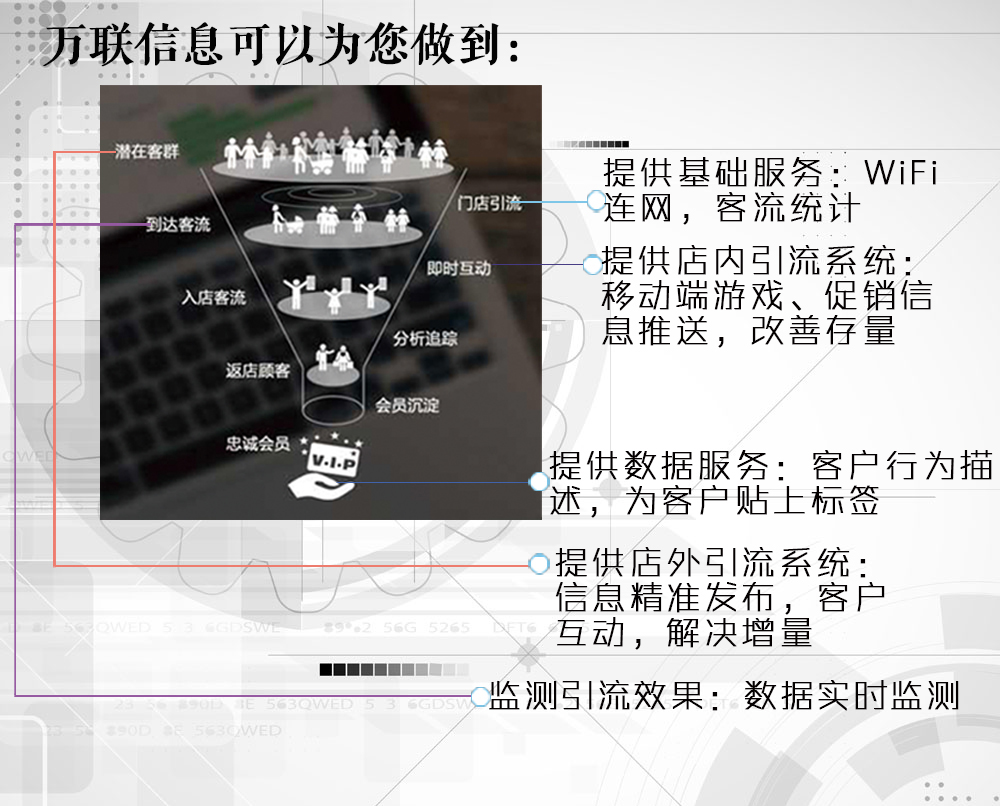 万联信息可以为您做到：
潜在客群
门店引流
到达客流
即时互动
入店客流
分析追踪
返店顾客
会员沉淀
忠诚会员
V.I.P
提供基础服务：WiFi
连网，客流统计
提供店内引流系统：
移动端游戏、促销信
息推送，改善存量
提供数据服务：客户行为描
述，为客户贴上标签
提供店外引流系统：
信息精准发布，客户
互动，解决增量
监测引流效果：数据实时监测